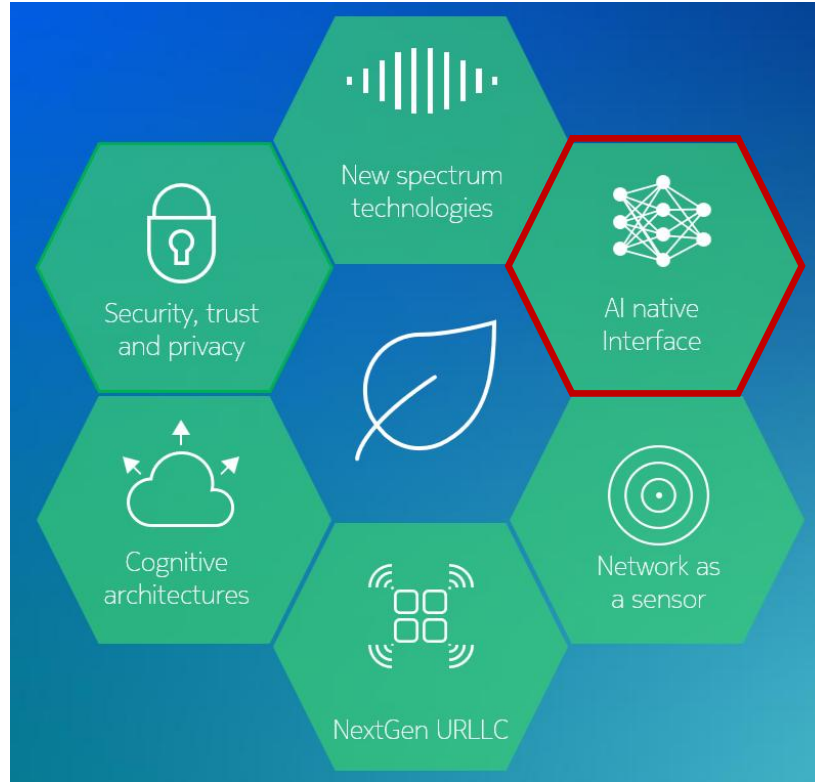 New spectrum
technologies
AI native
Interface
Security, trust
and privacy
Cognitive
architectures
Network as
a sensor
NextGen URLLC